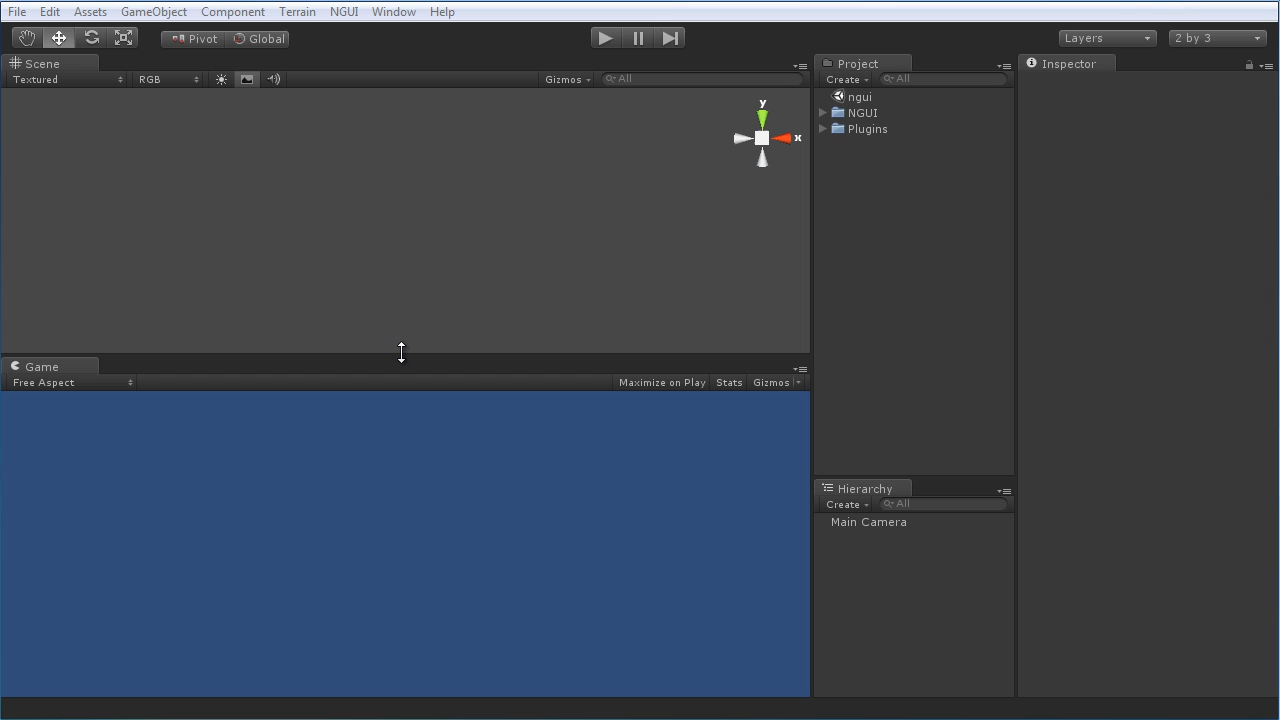 File Edit Assets GameObject Component Terrain NGUI Window Help
Pivot Global Layers 2 by 3
Scene
Textured RGB Gizmos All
y
x
Game
Free Aspect Maximize on Play Stats Gizmos
Project
Create All
ngui
NGUI
Plugins
Hierarchy
Create All
Main Camera
Inspector